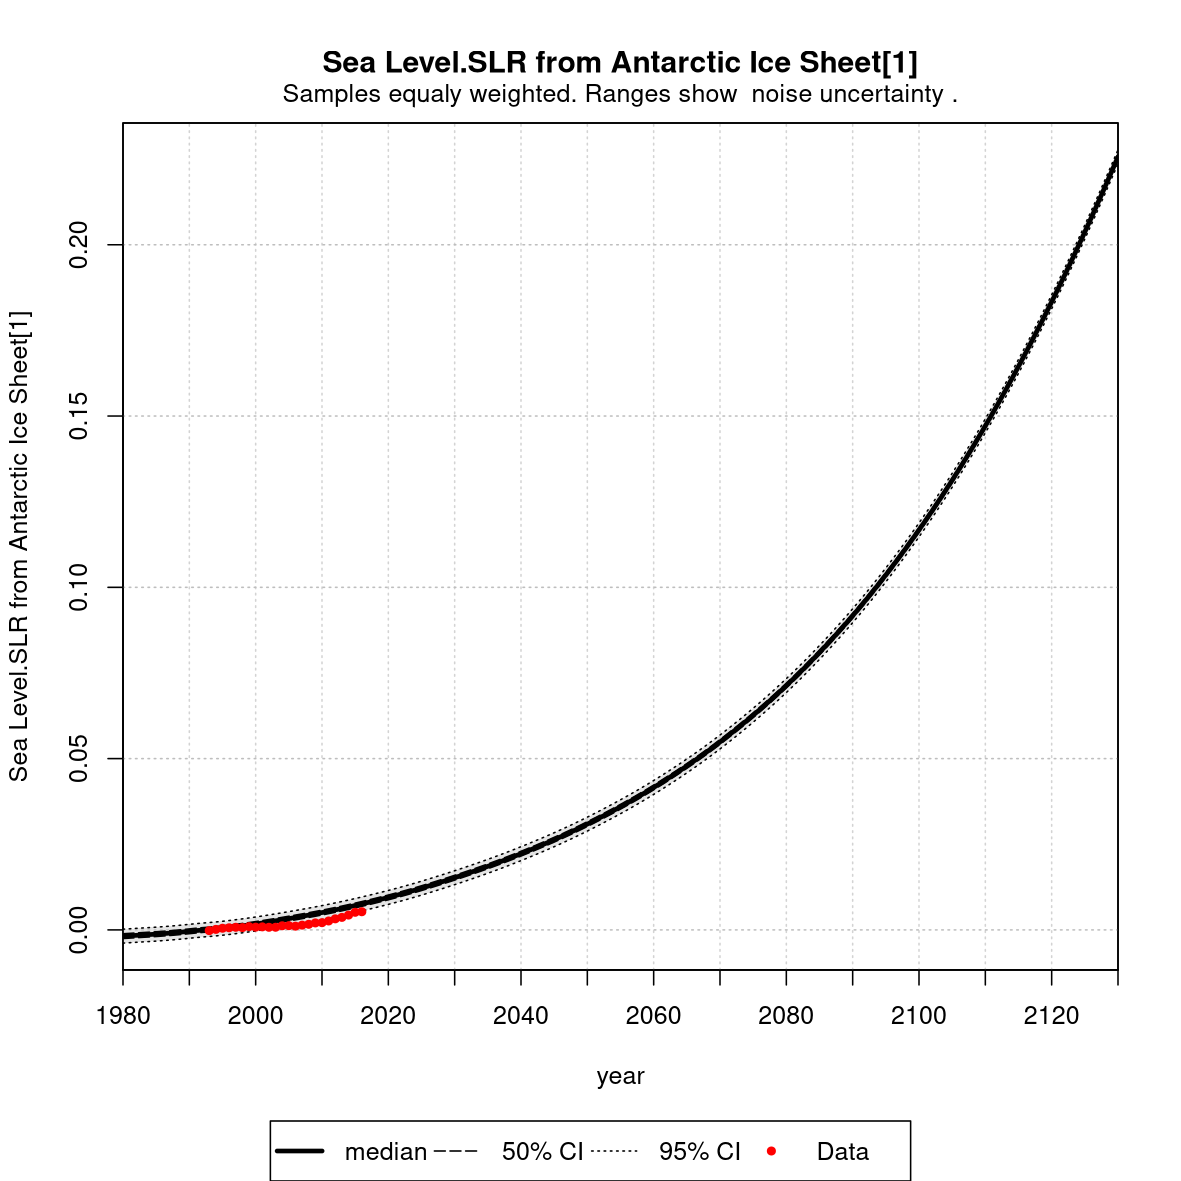 Sea Level.SLR from Antarctic Ice Sheet[1]
Samples equaly weighted. Ranges show  noise uncertainty .
Sea Level.SLR from Antarctic Ice Sheet[1]
0.20
0.15
0.10
0.05
0.00
1980 2000 2020 2040 2060 2080 2100 2120
year
median 50% CI 95% CI Data